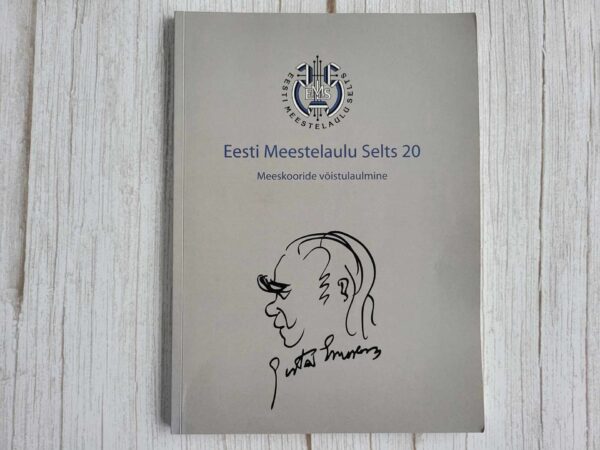 EESTI MEESTELAULU SELTS
EMS
Eesti Meestelaulu Selts 20
Meeskooride võistulaulmine